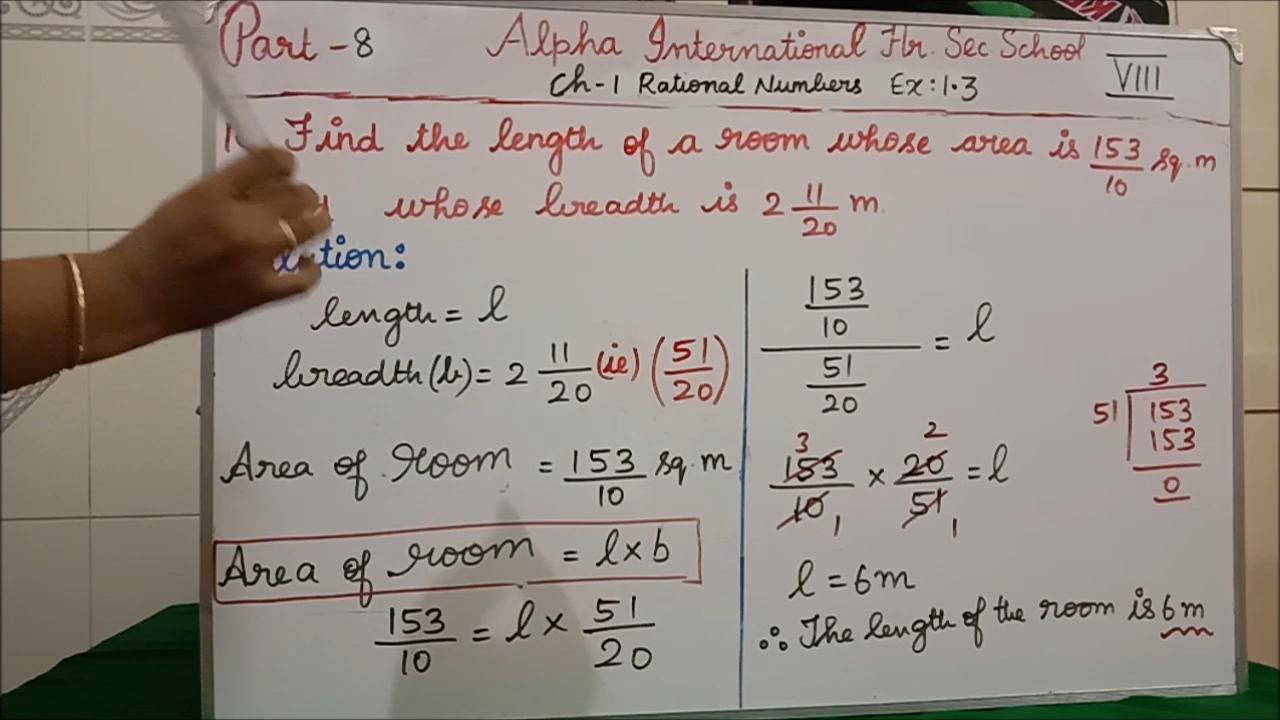 Part - 8 Alpha International Hr. Sec School
Ch-1 Rational Numbers Ex: 1.3 VIII
Find the length of a room whose area is 153/10 sq.m
whose breadth is 2 11/20 m.
length = l
breadth (b) = 2 11/20 (ie) (51/20)
Area of room = 153/10 sq.m
Area of room = l × b
153/10 = l × 51/20
153/10 / 51/20 = l
3 2
153/10 × 20/51 = l
1 1
l = 6m
∴ The length of the room is 6m
3
51 153
153
0